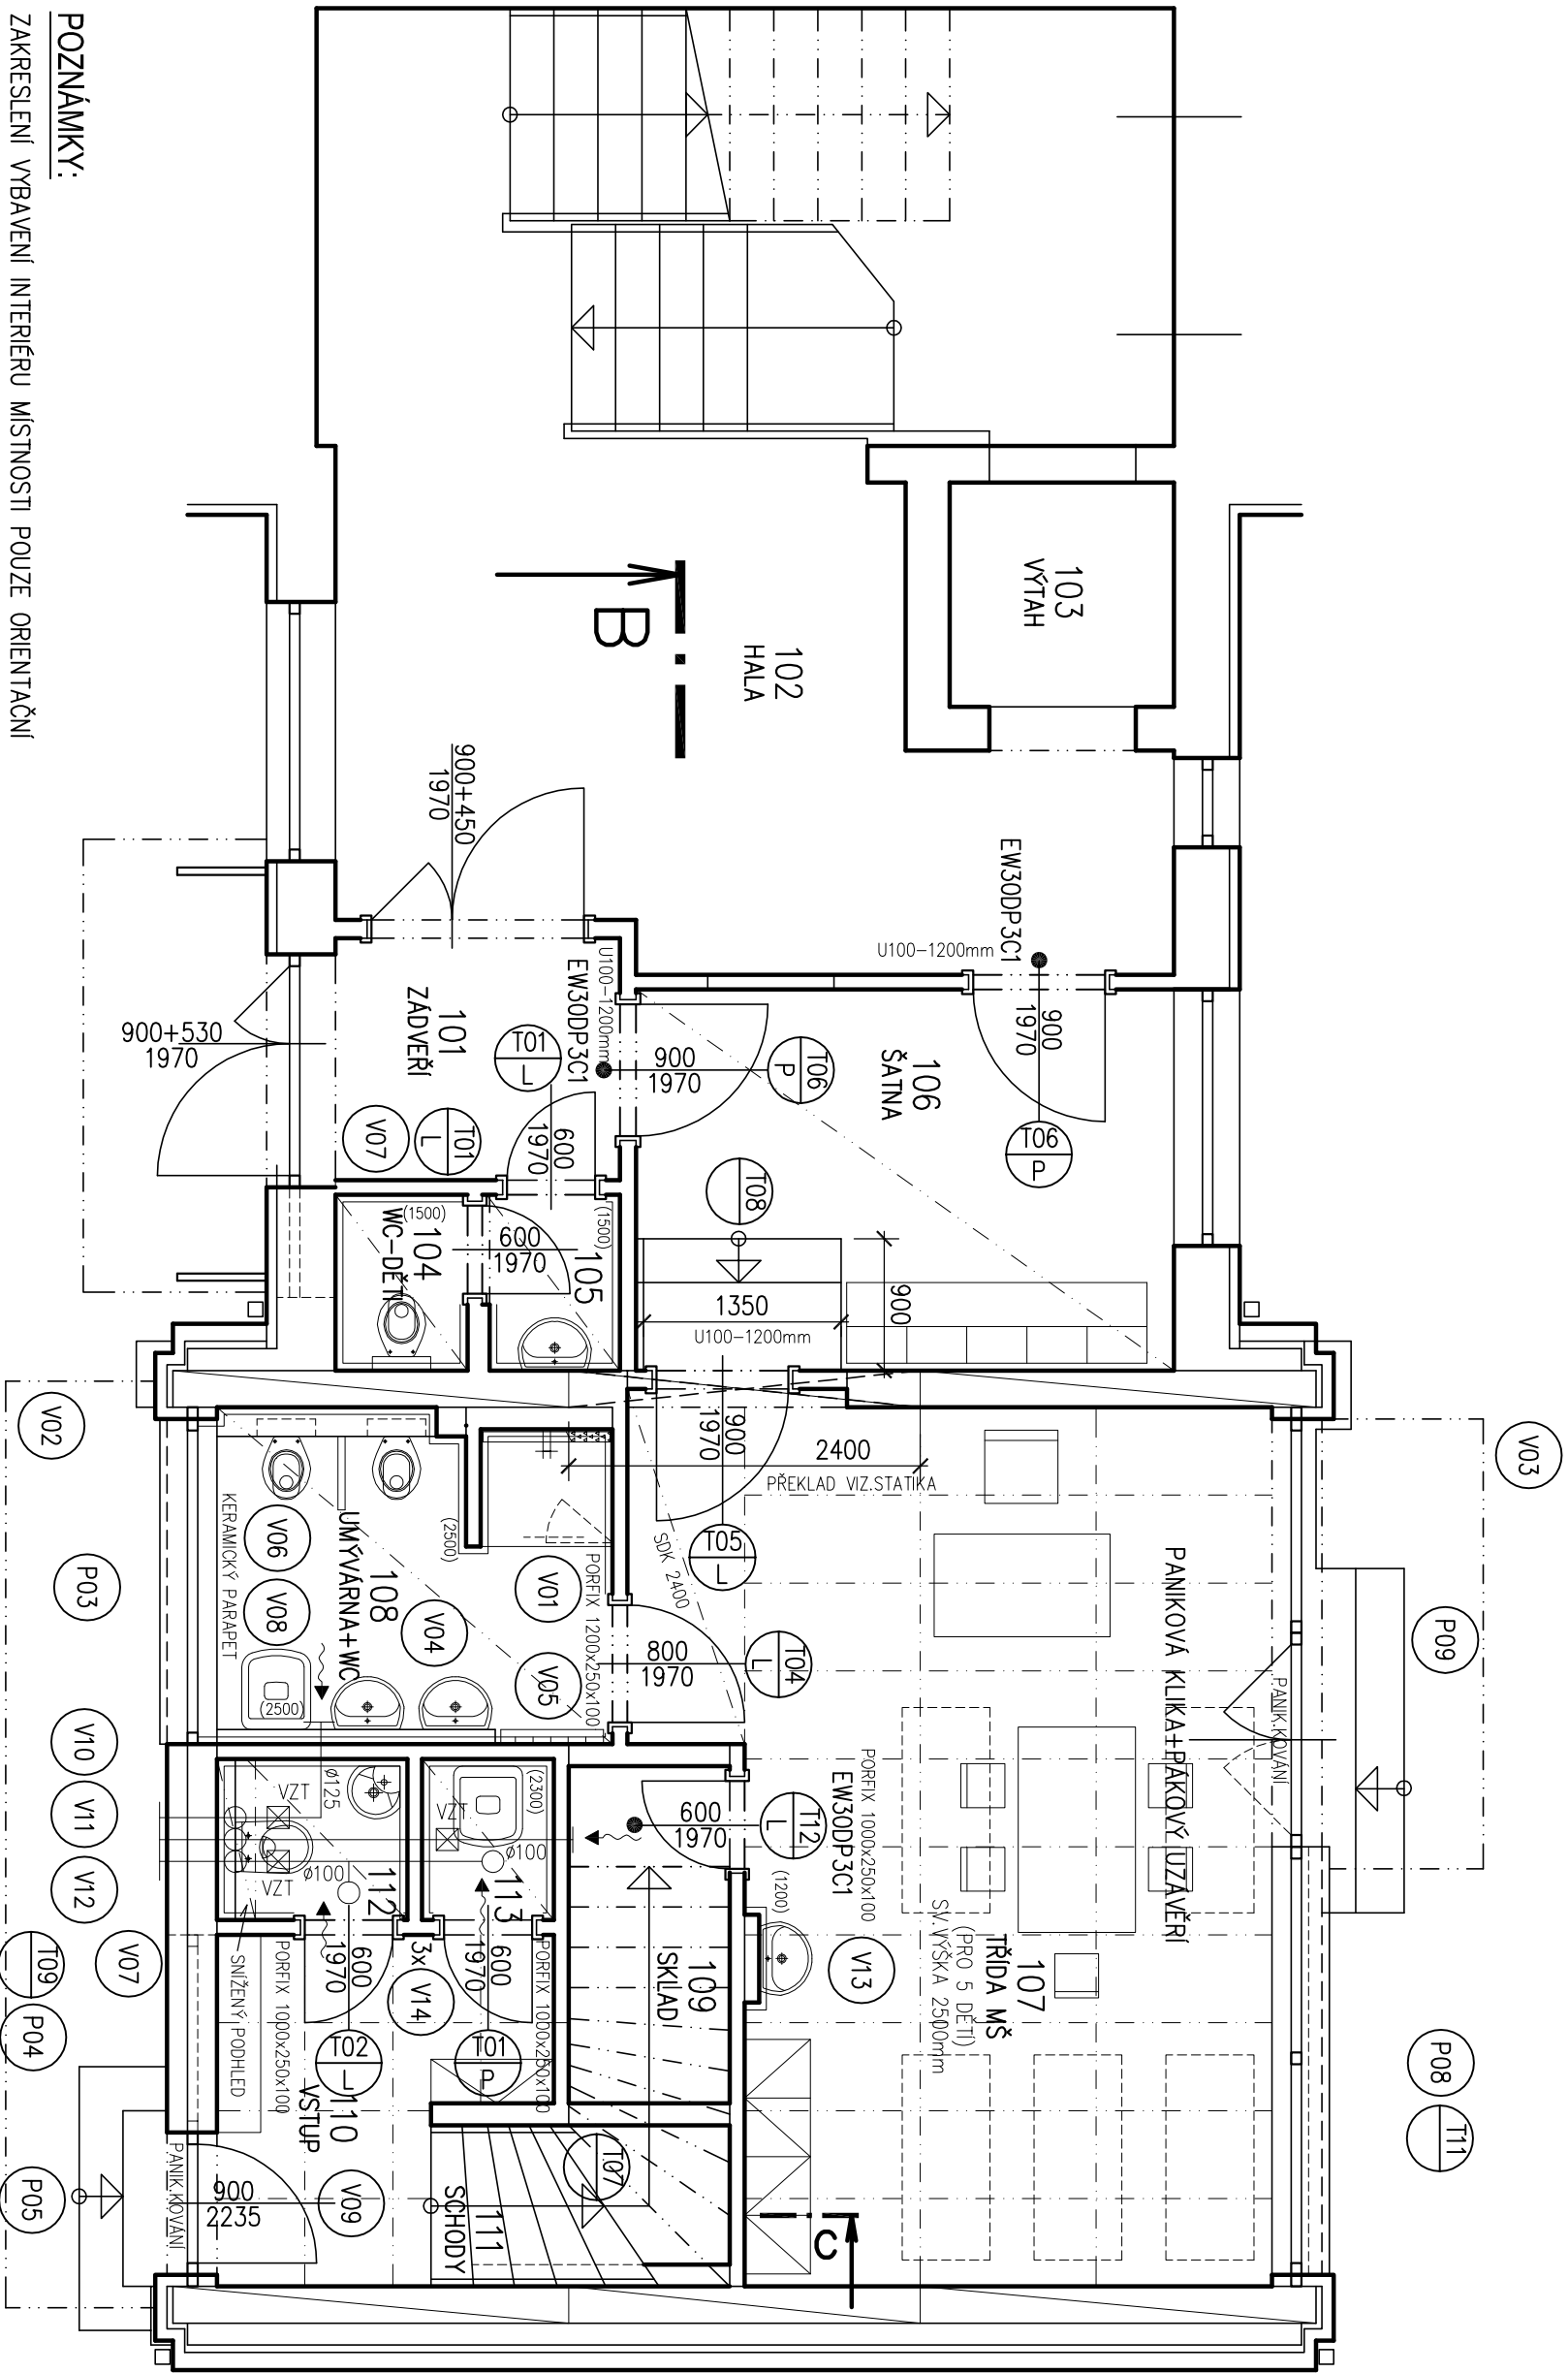 POZNÁMKY:
ZAKRESLENÍ VYBAVENÍ INTERIÉRU MÍSTNOSTI POUZE ORIENTAČNÍ
103
VÝTAH
102
HALA
B
900+450
1970
EW30DP3C1
U100-1200mm
900
1970
T06
P
106
ŠATNA
U100-1200mm
EW30DP3C1
900
1970
T06
P
101
ZÁDVEŘÍ
T01
L
T01
L
V07
600
1970
900+530
1970
104
WC-DĚTI
(1500)
600
1970
105
(1500)
T08
900
1350
U100-1200mm
900
1970
2400
PŘEKLAD VIZ.STATIKA
T05
L
SDK 2400
V03
V02
P03
P09
KERAMICKÝ PARAPET
V06
V08
UMÝVÁRNA+WC
108
(2500)
V04
V01
V05
PORFIX 1200x250x100
(2500)
800
1970
T04
L
PANIKOVÁ KLIKA+PÁKOVÝ UZÁVĚR
PANIK.KOVÁNÍ
V10
V11
V12
V07
T09
P04
P05
VZT
Ø125
VZT
Ø100
112
(2300)
VZT
Ø100
113
600
1970
T12
L
EW30DP3C1
PORFIX 1000x250x100
(1200)
V13
107
TŘÍDA MŠ
(PRO 5 DĚTÍ)
SV.VÝŠKA 2500mm
P08
T11
SNÍŽENÝ PODHLED
PORFIX 1000x250x100
600
1970
T02
L
3x
V14
600
1970
T01
P
PORFIX 1000x250x100
109
SKLAD
110
VSTUP
T07
V09
900
2235
PANIK.KOVÁNÍ
111
SCHODY
C